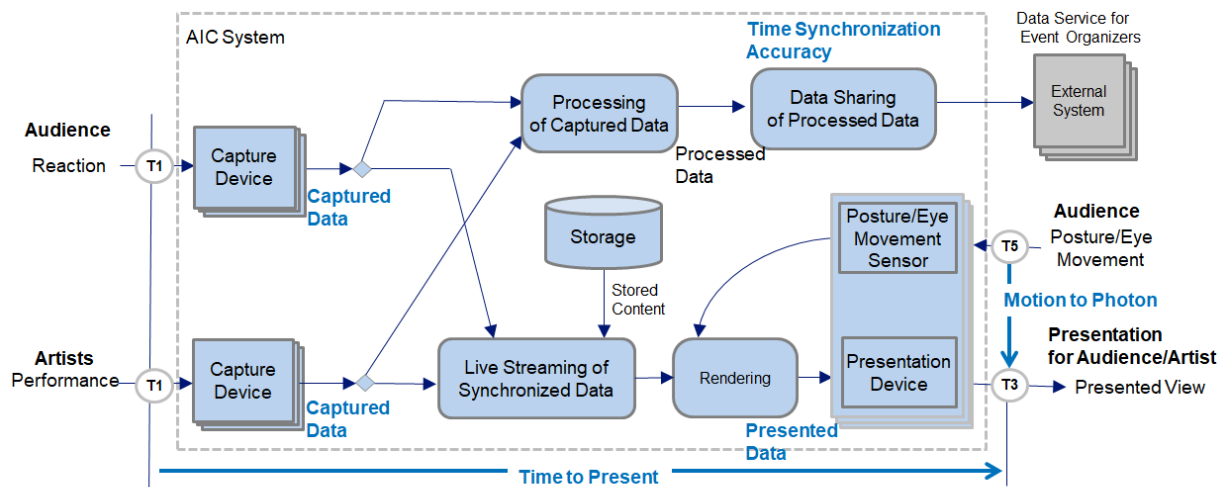 AIC System
Time Synchronization
Accuracy
Data Service for
Event Organizers
Audience
Reaction
T1
Capture
Device
Captured
Data
Processing
of Captured Data
Processed
Data
Data Sharing
of Processed Data
External
System
Storage
Stored
Content
Posture/Eye
Movement
Sensor
T5
Audience
Posture/Eye
Movement
Motion to Photon
Artists
Performance
T1
Capture
Device
Captured
Data
Live Streaming of
Synchronized Data
Rendering
Presented
Data
Presentation
Device
T3
Presentation
for Audience/Artist
Presented View
Time to Present